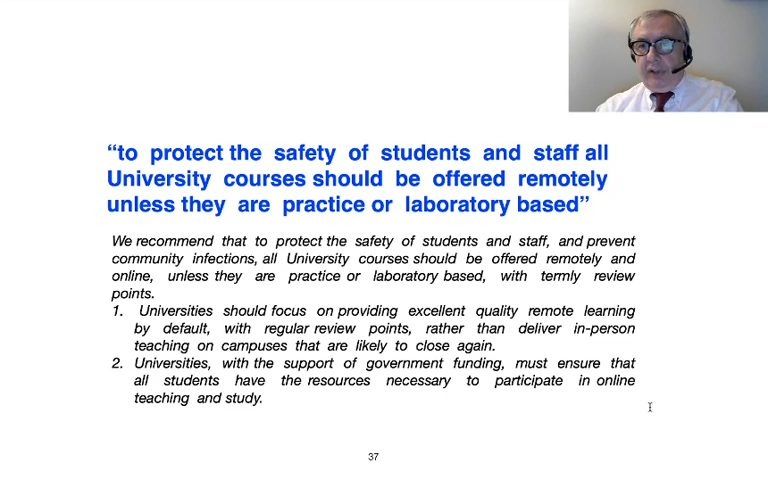 “to protect the safety of students and staff all
University courses should be offered remotely
unless they are practice or laboratory based”
We recommend that to protect the safety of students and staff, and prevent
community infections, all University courses should be offered remotely and
online, unless they are practice or laboratory based, with termly review
points.
1. Universities should focus on providing excellent quality remote learning
by default, with regular review points, rather than deliver in-person
teaching on campuses that are likely to close again.
2. Universities, with the support of government funding, must ensure that
all students have the resources necessary to participate in online
teaching and study.
37